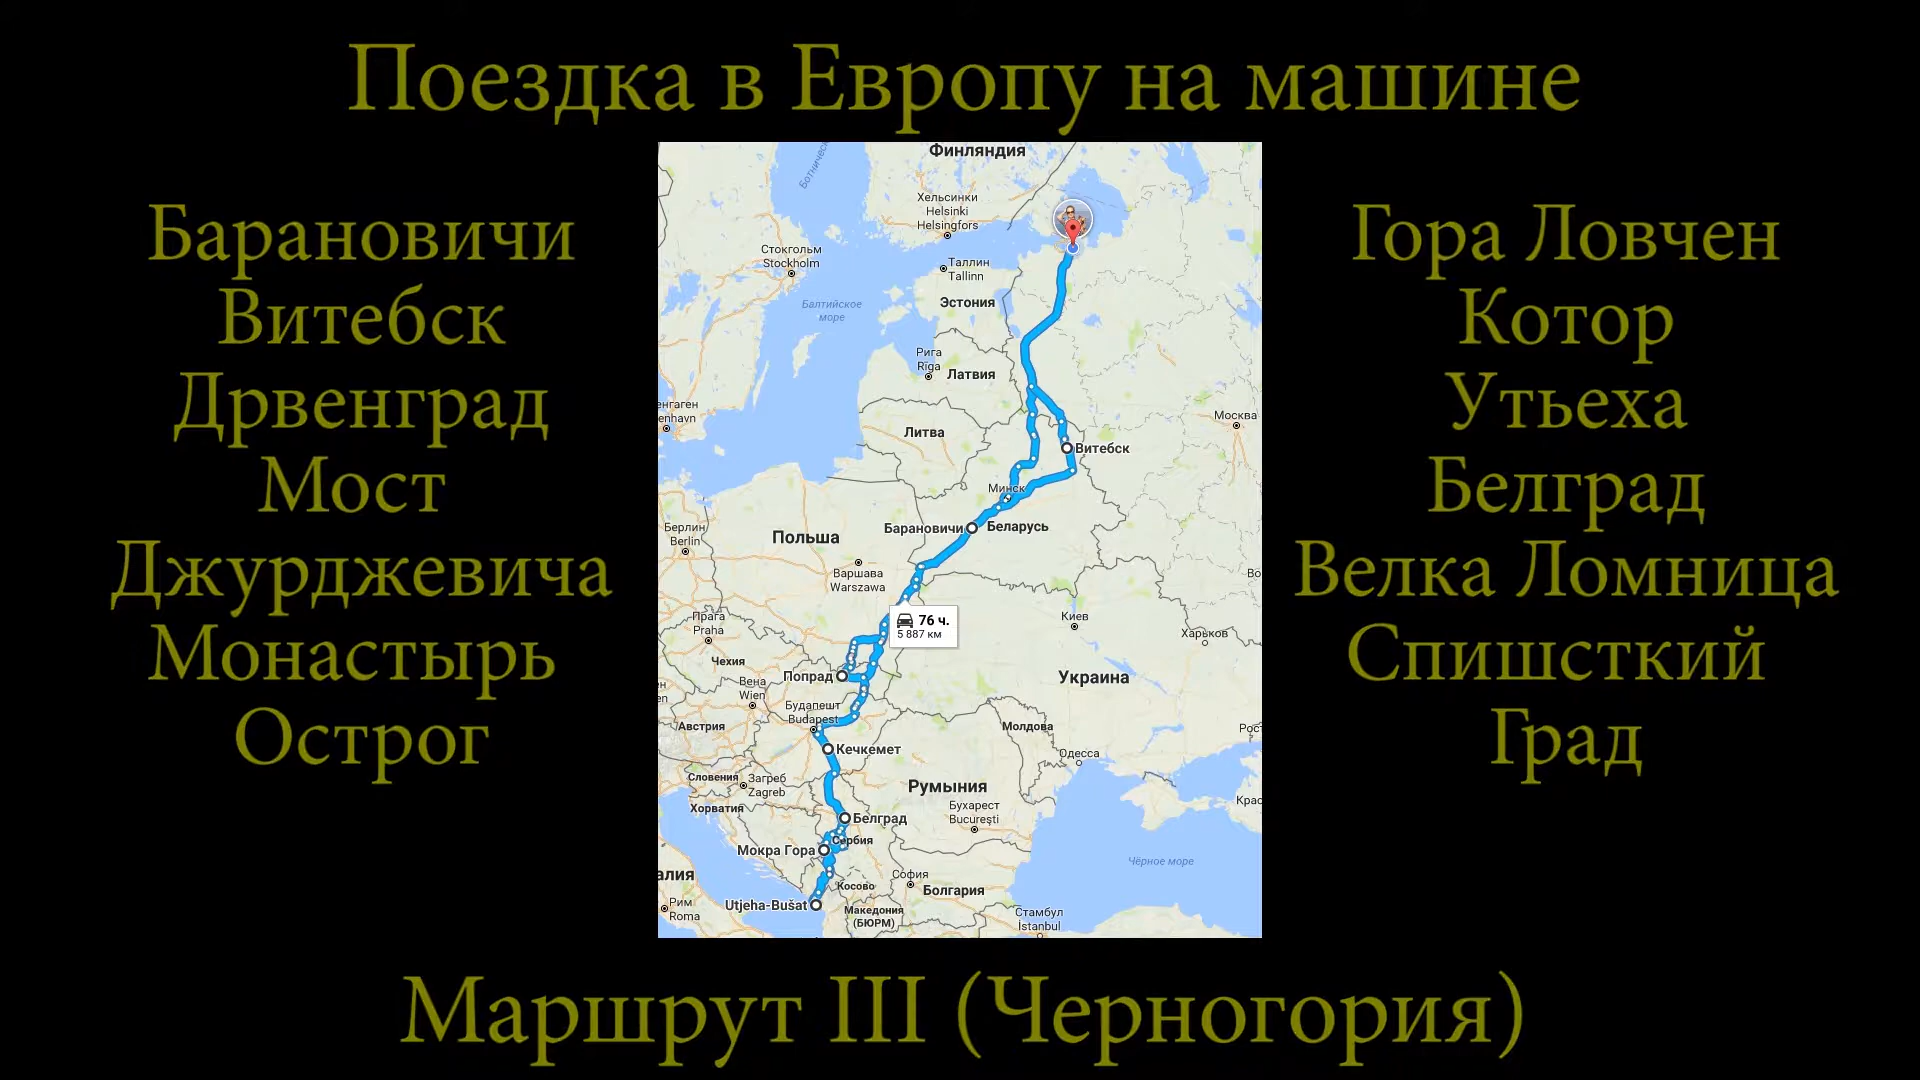 Поездка в Европу на машине
Барановичи
Витебск
Дрвенград
Мост
Джурджевича
Монастырь
Острог
Финляндия
Хельсинки
Helsinki
Helsingfors
Стокгольм
Stockholm
Таллин
Tallinn
Эстония
Балтийское
море
Рига
Rīga
Латвия
Москва
Литва
Витебск
Минск
Барановичи
Беларусь
Берлин
Berlin
Польша
Варшава
Warszawa
76 ч.
5 887 км
Киев
Харьков
Прага
Praha
Чехия
Попрад
Украина
Вена
Wien
Будапешт
Budapest
Австрия
Молдова
Кечкемет
Одесса
Словения
Загреб
Zagreb
Румыния
Хорватия
Бухарест
București
Белград
Сербия
Мокра Гора
Чёрное море
Косово
София
Болгария
Utjeha-Bušat
Рим
Roma
Македония
(БЮРМ)
Стамбул
İstanbul
Гора Ловчен
Котор
Утьеха
Белград
Велка Ломница
Спишсткий
Град
Маршрут III (Черногория)